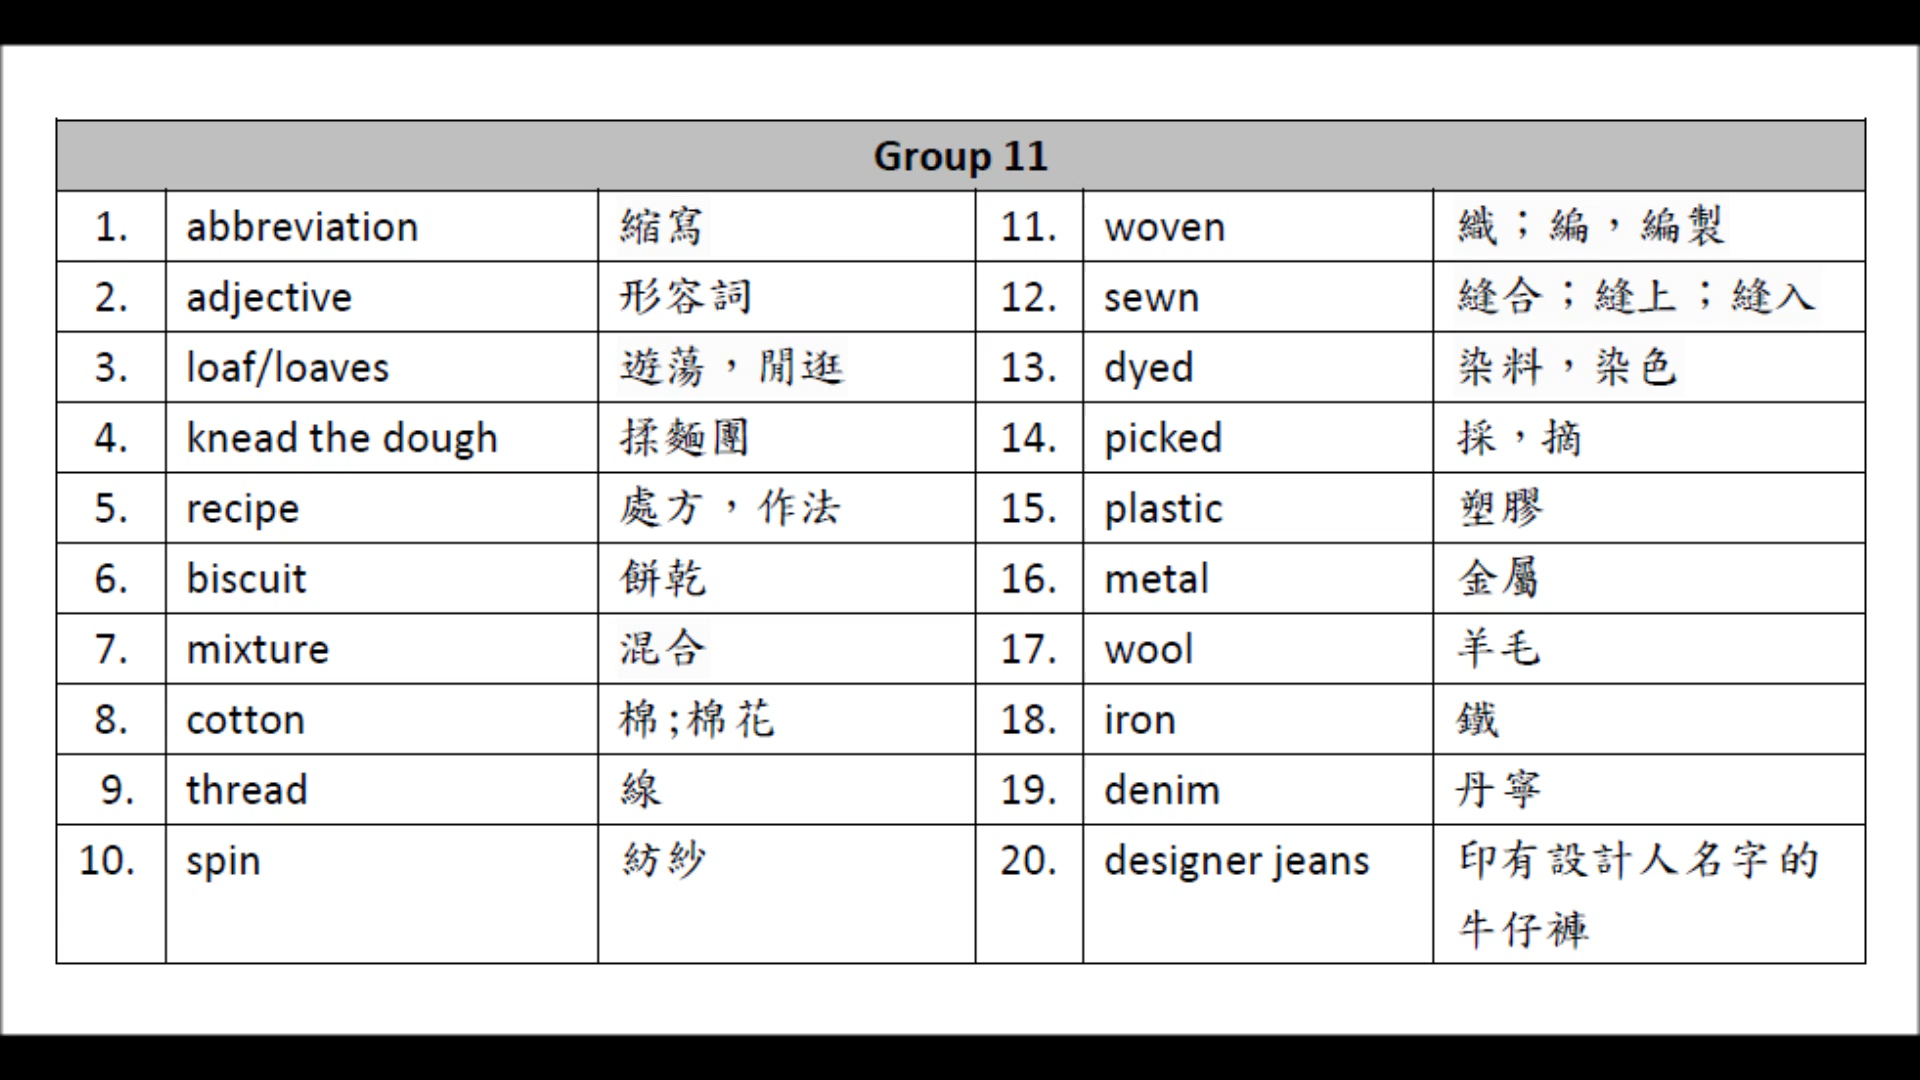 Group 11
1. abbreviation 縮寫 11. woven 織；編，編製
2. adjective 形容詞 12. sewn 縫合；縫上；縫入
3. loaf/loaves 遊蕩，閒逛 13. dyed 染料，染色
4. knead the dough 揉麵團 14. picked 採，摘
5. recipe 處方，作法 15. plastic 塑膠
6. biscuit 餅乾 16. metal 金屬
7. mixture 混合 17. wool 羊毛
8. cotton 棉;棉花 18. iron 鐵
9. thread 線 19. denim 丹寧
10. spin 紡紗 20. designer jeans 印有設計人名字的
牛仔褲